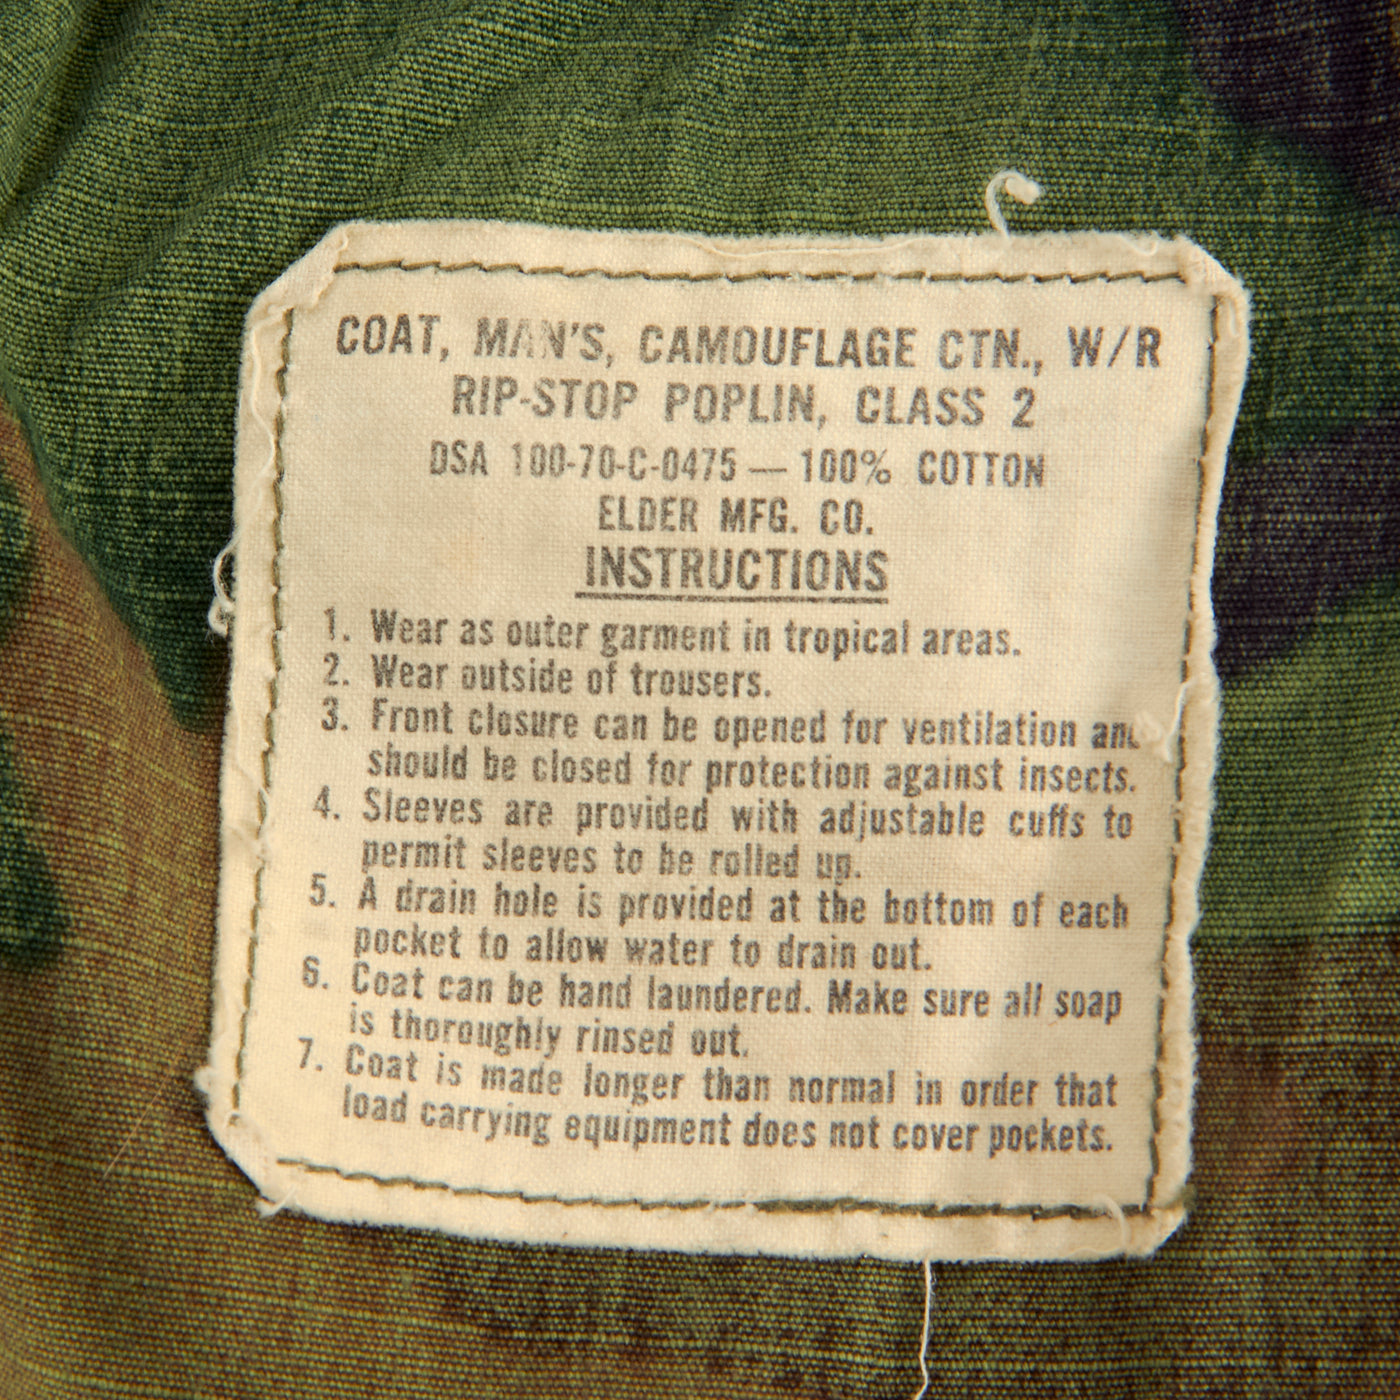 COAT, MAN'S, CAMOUFLAGE CTN., W/R
RIP-STOP POPLIN, CLASS 2
DSA 100-70-C-0475 — 100% COTTON
ELDER MFG. CO.
INSTRUCTIONS
1. Wear as outer garment in tropical areas.
2. Wear outside of trousers.
3. Front closure can be opened for ventilation and
should be closed for protection against insects.
4. Sleeves are provided with adjustable cuffs to
permit sleeves to be rolled up.
5. A drain hole is provided at the bottom of each
pocket to allow water to drain out.
6. Coat can be hand laundered. Make sure all soap
is thoroughly rinsed out.
7. Coat is made longer than normal in order that
load carrying equipment does not cover pockets.